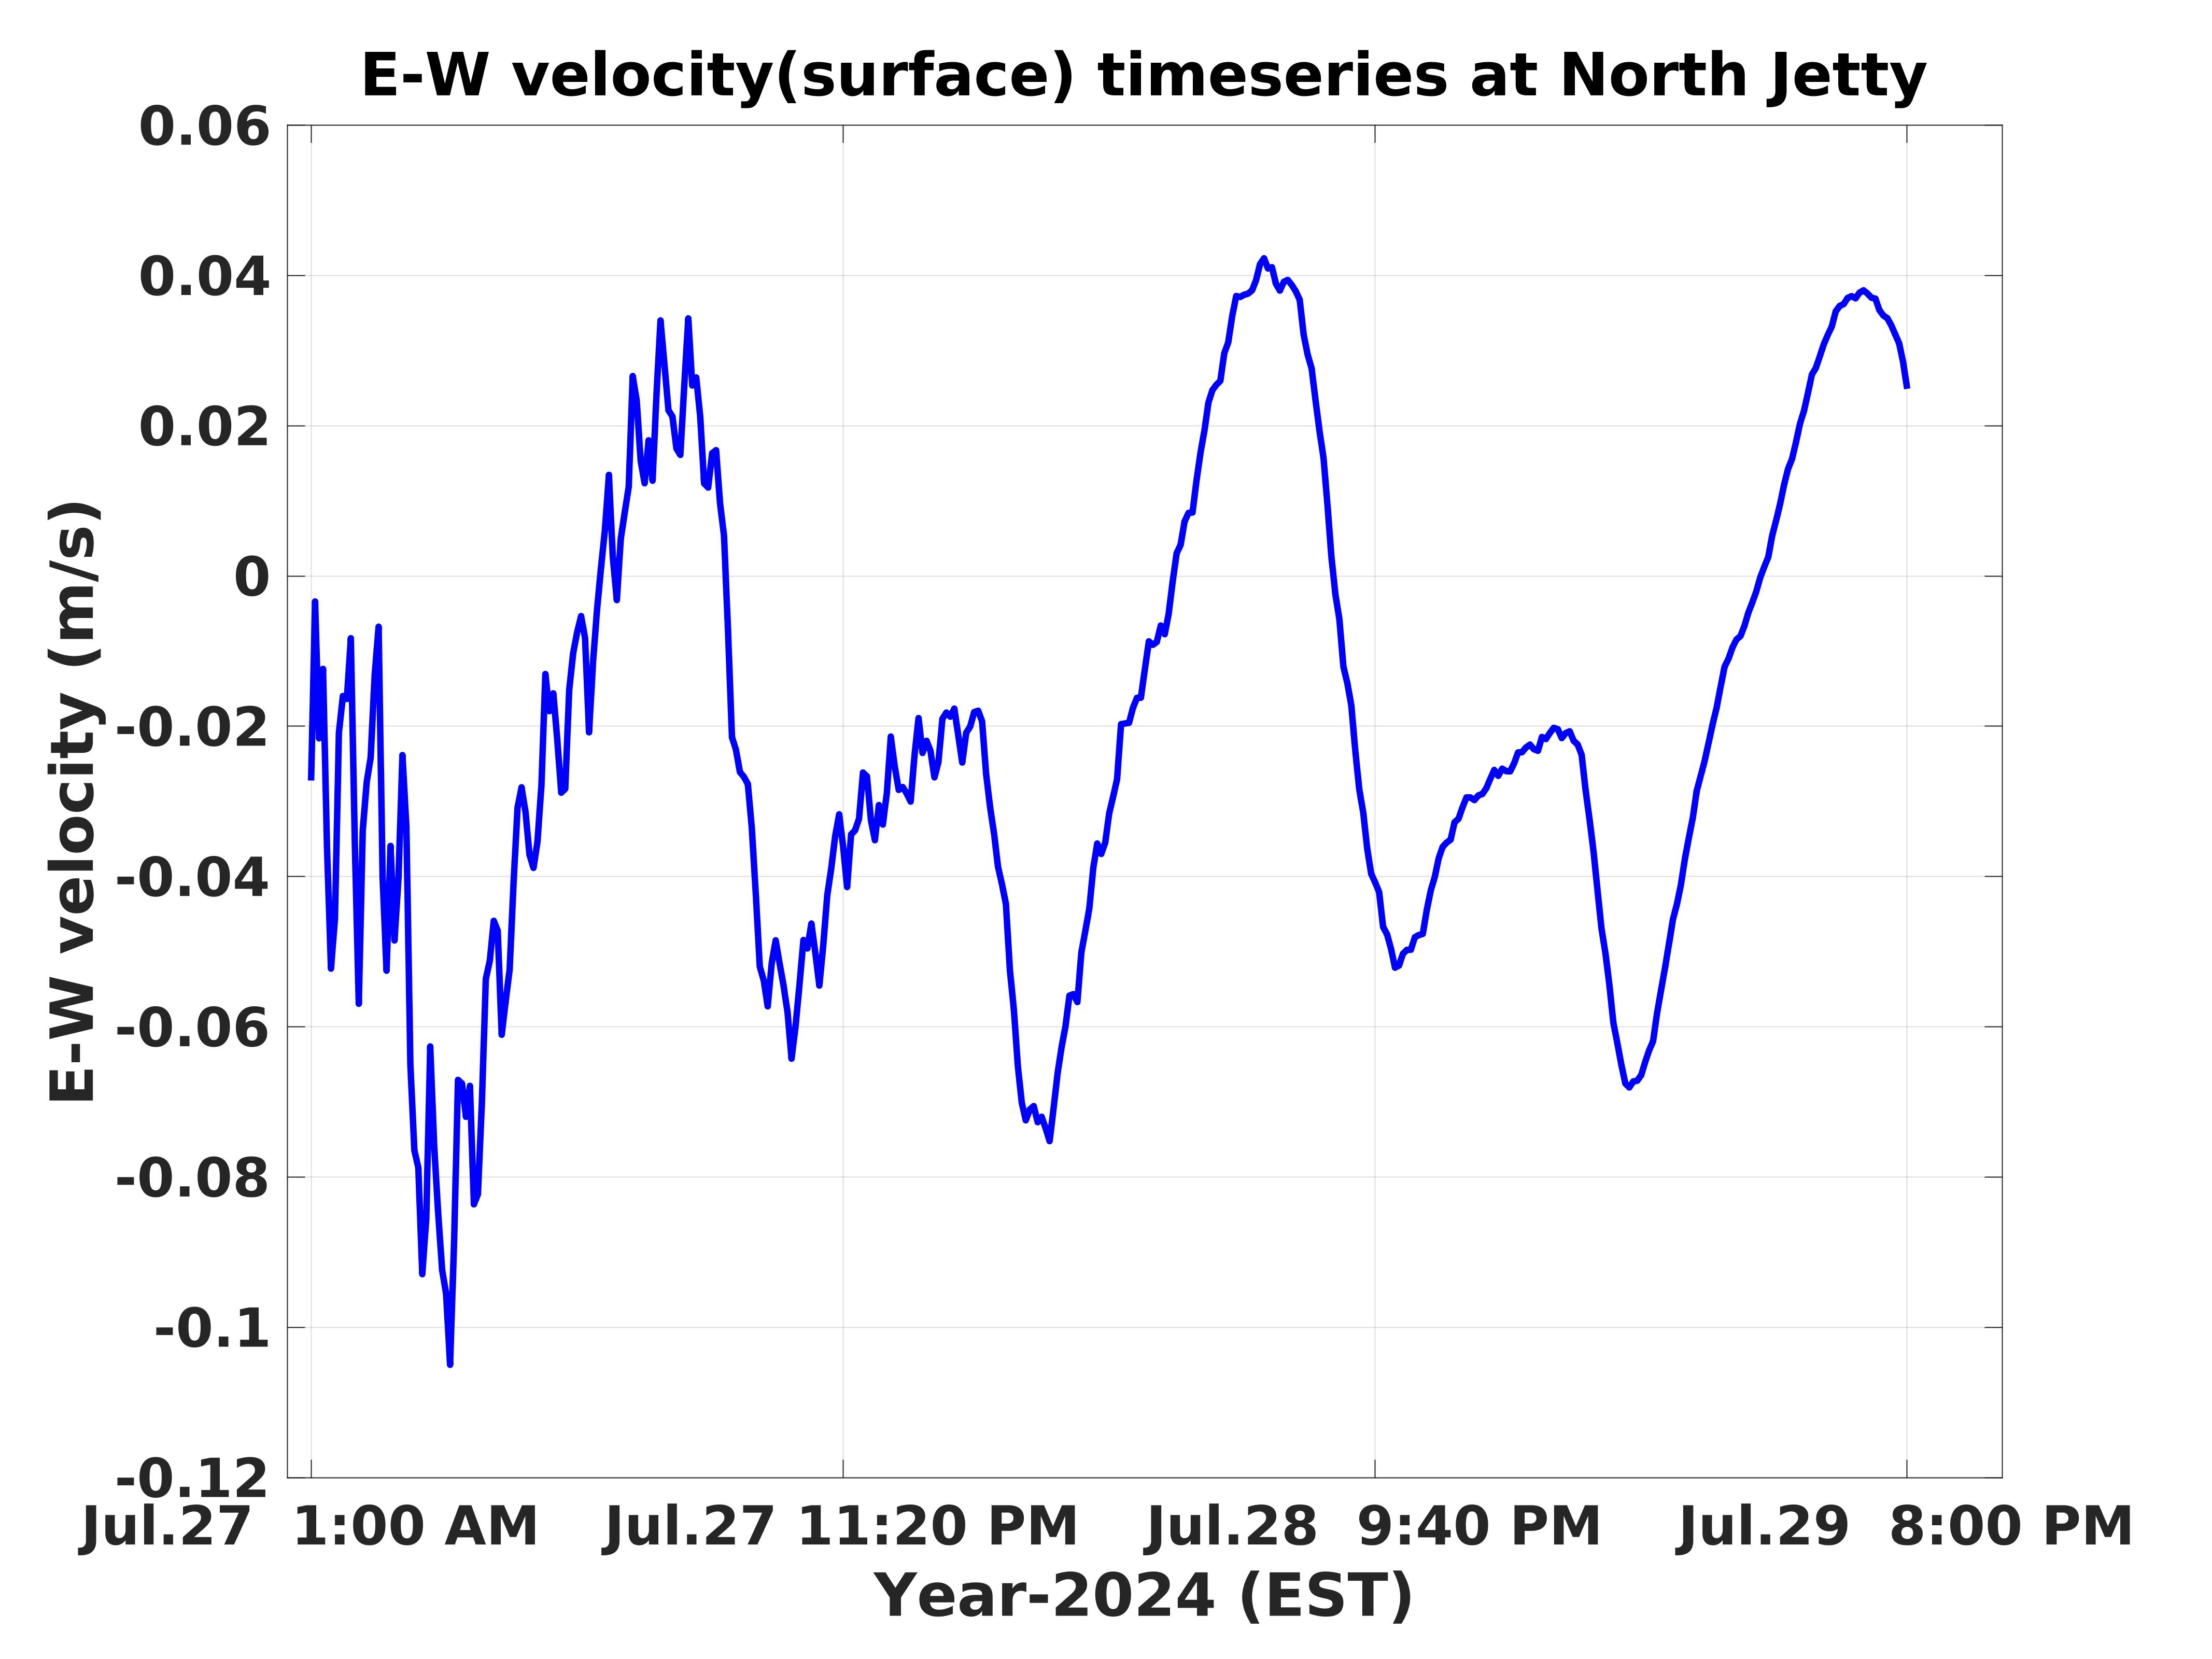 E-W velocity(surface) timeseries at North Jetty
0.06
0.04
0.02
0
-0.02
-0.04
-0.06
-0.08
-0.1
-0.12
E-W velocity (m/s)
Jul.27 1:00 AM Jul.27 11:20 PM Jul.28 9:40 PM Jul.29 8:00 PM
Year-2024 (EST)